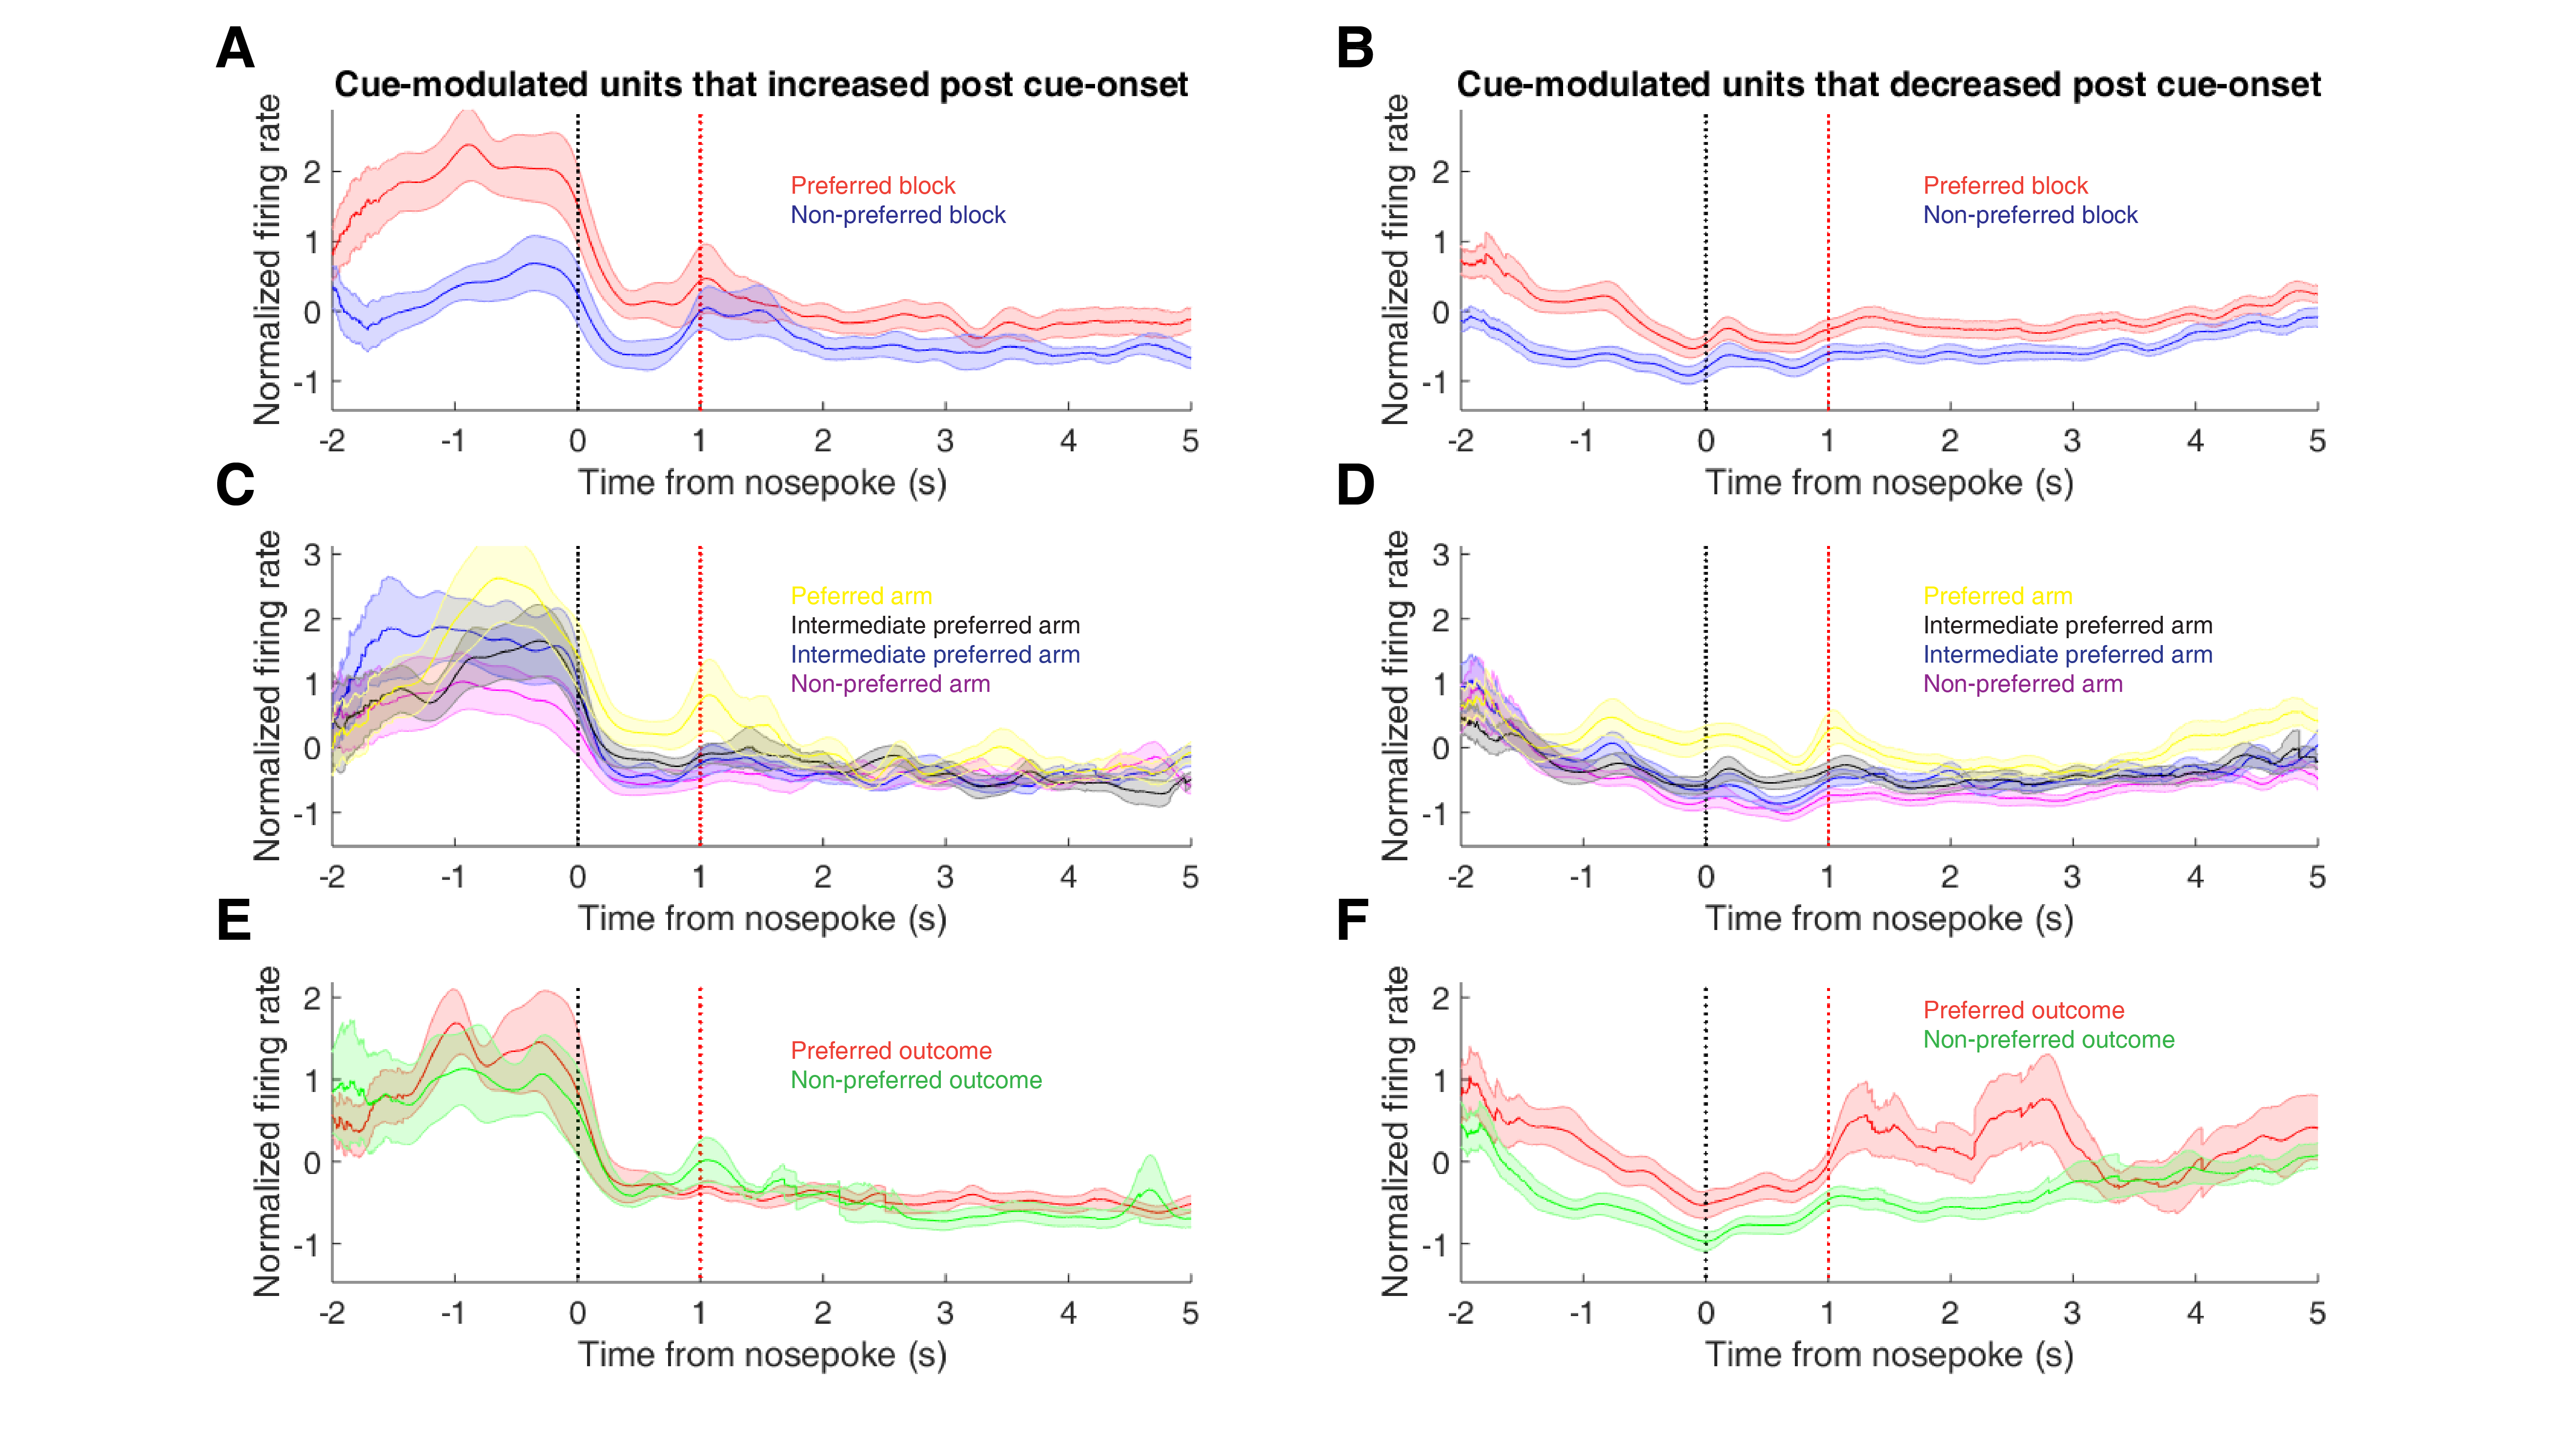 A
Cue-modulated units that increased post cue-onset
Normalized firing rate
2
1
0
-1
Preferred block
Non-preferred block
-2 -1 0 1 2 3 4 5
Time from nosepoke (s)
B
Cue-modulated units that decreased post cue-onset
Normalized firing rate
2
1
0
-1
Preferred block
Non-preferred block
-2 -1 0 1 2 3 4 5
Time from nosepoke (s)
C
Normalized firing rate
3
2
1
0
-1
Peferred arm
Intermediate preferred arm
Intermediate preferred arm
Non-preferred arm
-2 -1 0 1 2 3 4 5
Time from nosepoke (s)
D
Normalized firing rate
3
2
1
0
-1
Preferred arm
Intermediate preferred arm
Intermediate preferred arm
Non-preferred arm
-2 -1 0 1 2 3 4 5
Time from nosepoke (s)
E
Normalized firing rate
2
1
0
-1
Preferred outcome
Non-preferred outcome
-2 -1 0 1 2 3 4 5
Time from nosepoke (s)
F
Normalized firing rate
2
1
0
-1
Preferred outcome
Non-preferred outcome
-2 -1 0 1 2 3 4 5
Time from nosepoke (s)